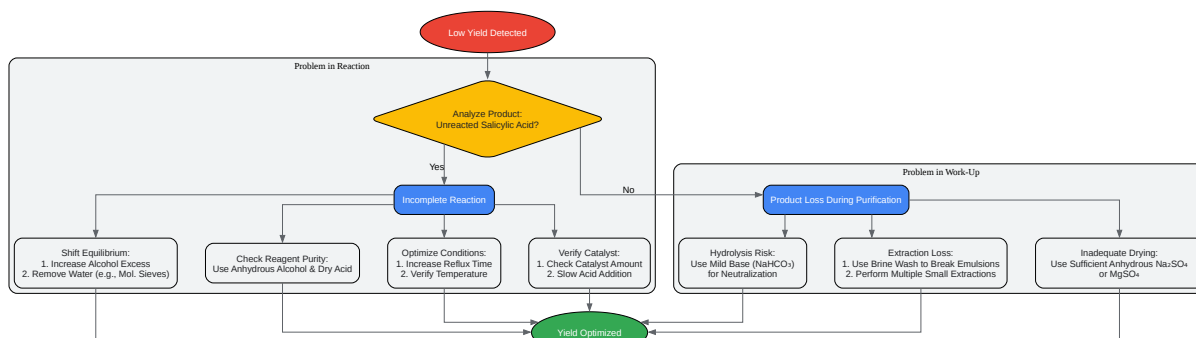 Low Yield Detected
Problem in Reaction
Analyze Product:
Unreacted Salicylic Acid?
Yes
No
Problem in Work-Up
Incomplete Reaction
Product Loss During Purification
Shift Equilibrium:
1. Increase Alcohol Excess
2. Remove Water (e.g., Mol. Sieves)
Check Reagent Purity:
Use Anhydrous Alcohol & Dry Acid
Optimize Conditions:
1. Increase Reflux Time
2. Verify Temperature
Verify Catalyst:
1. Check Catalyst Amount
2. Slow Acid Addition
Hydrolysis Risk:
Use Mild Base (NaHCO₃)
for Neutralization
Extraction Loss:
1. Use Brine Wash to Break Emulsions
2. Perform Multiple Small Extractions
Inadequate Drying:
Use Sufficient Anhydrous Na₂SO₄
or MgSO₄
Yield Optimized